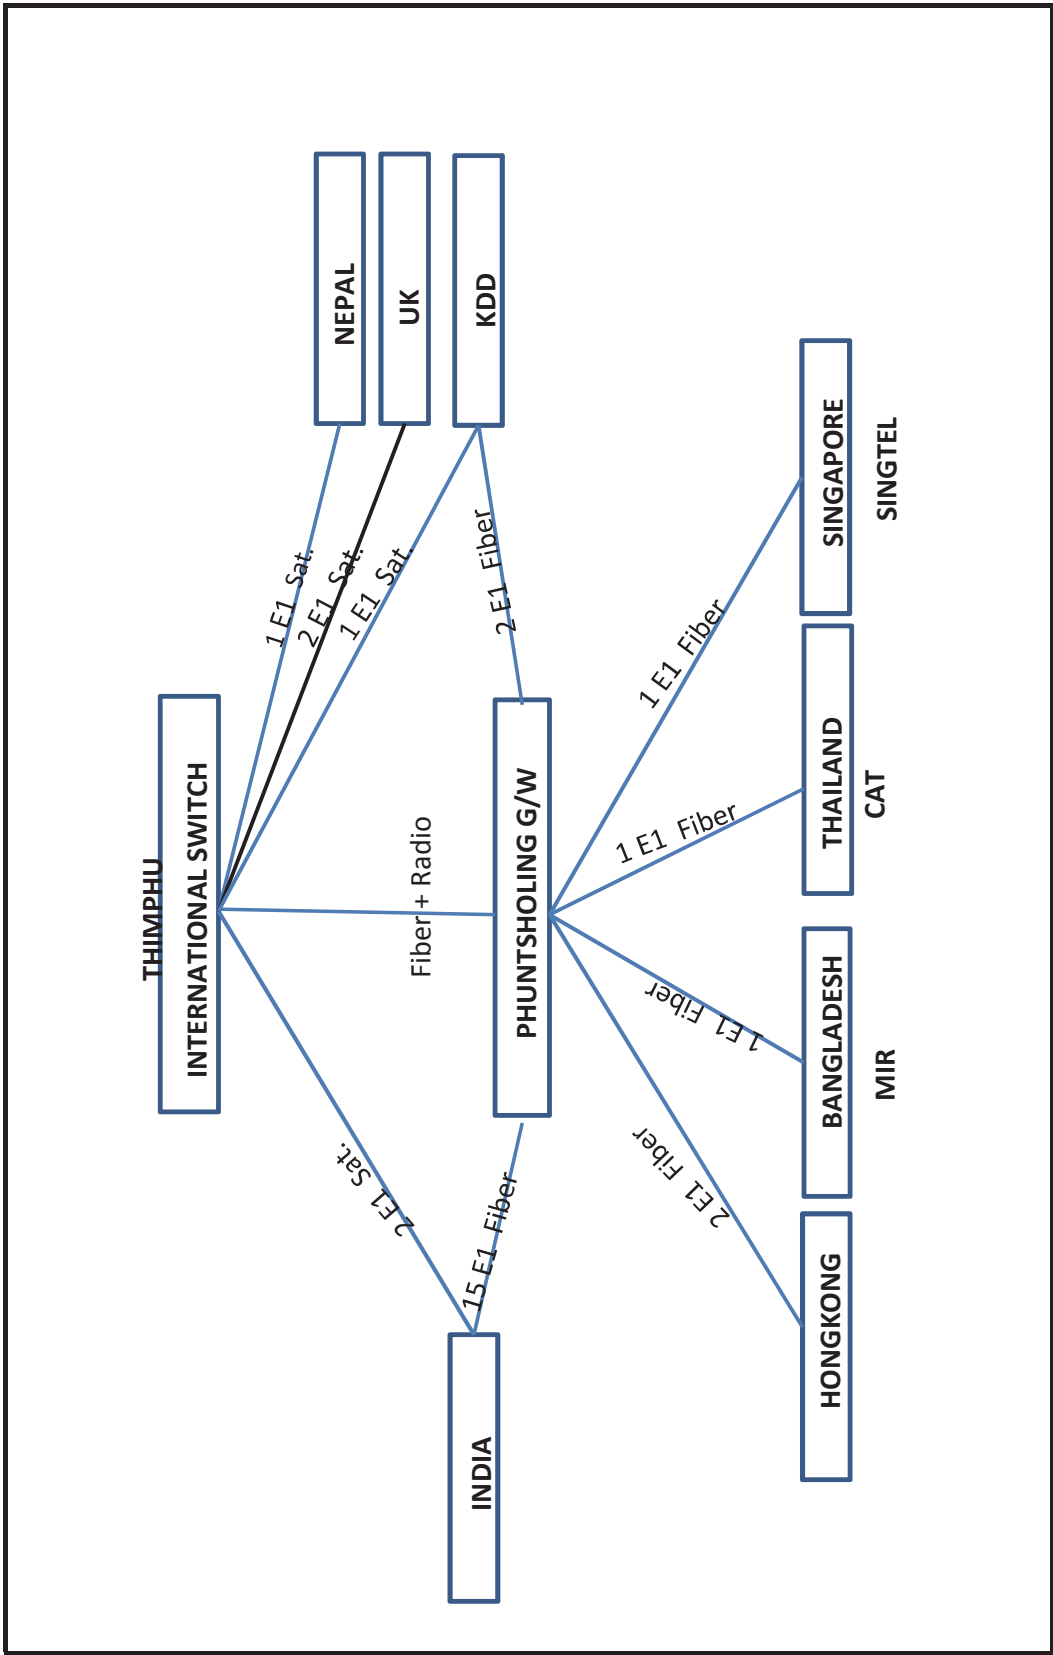 THIMPHU
INTERNATIONAL SWITCH
NEPAL
UK
KDD
1 E1 Sat.
2 E1 Sat.
1 E1 Sat.
2 E1 Sat.
Fiber + Radio
2 E1 Fiber
15 E1 Fiber
INDIA
PHUNTSHOLING G/W
2 E1 Fiber
1 E1 Fiber
1 E1 Fiber
1 E1 Fiber
HONGKONG
BANGLADESH
THAILAND
SINGAPORE
MIR
CAT
SINGTEL